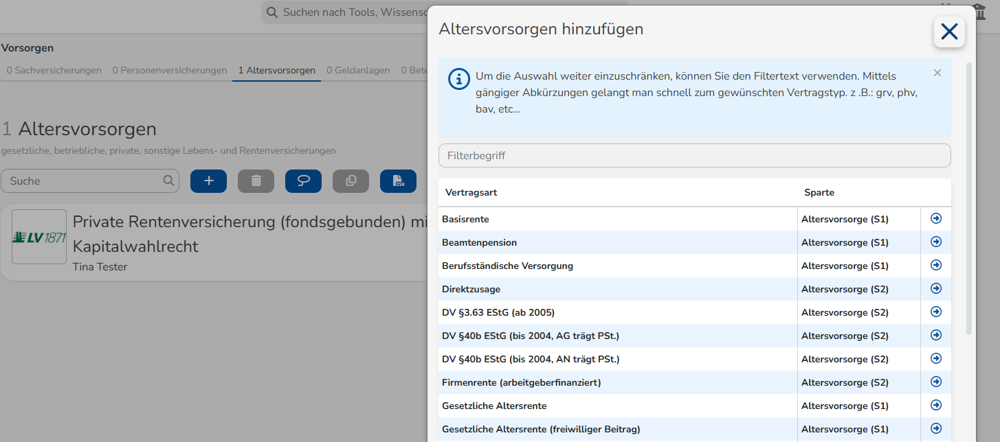 Suchen nach Tools, Wissensc
Vorsorgen
0 Sachversicherungen 0 Personenversicherungen 1 Altersvorsorgen 0 Geldanlagen 0 Bete
1 Altersvorsorgen
gesetzliche, betriebliche, private, sonstige Lebens- und Rentenversicherungen
Suche
CSV
LV 1871
Private Rentenversicherung (fondsgebunden) mi
Kapitalwahlrecht
Tina Tester
Altersvorsorgen hinzufügen
Um die Auswahl weiter einzuschränken, können Sie den Filtertext verwenden. Mittels
gängiger Abkürzungen gelangt man schnell zum gewünschten Vertragstyp. z .B.: grv, phv,
bav, etc...
Filterbegriff
Vertragsart Sparte
Basisrente Altersvorsorge (S1)
Beamtenpension Altersvorsorge (S1)
Berufsständische Versorgung Altersvorsorge (S1)
Direktzusage Altersvorsorge (S2)
DV §3.63 EStG (ab 2005) Altersvorsorge (S2)
DV §40b EStG (bis 2004, AG trägt PSt.) Altersvorsorge (S2)
DV §40b EStG (bis 2004, AN trägt PSt.) Altersvorsorge (S2)
Firmenrente (arbeitgeberfinanziert) Altersvorsorge (S2)
Gesetzliche Altersrente Altersvorsorge (S1)
Gesetzliche Altersrente (freiwilliger Beitrag) Altersvorsorge (S1)